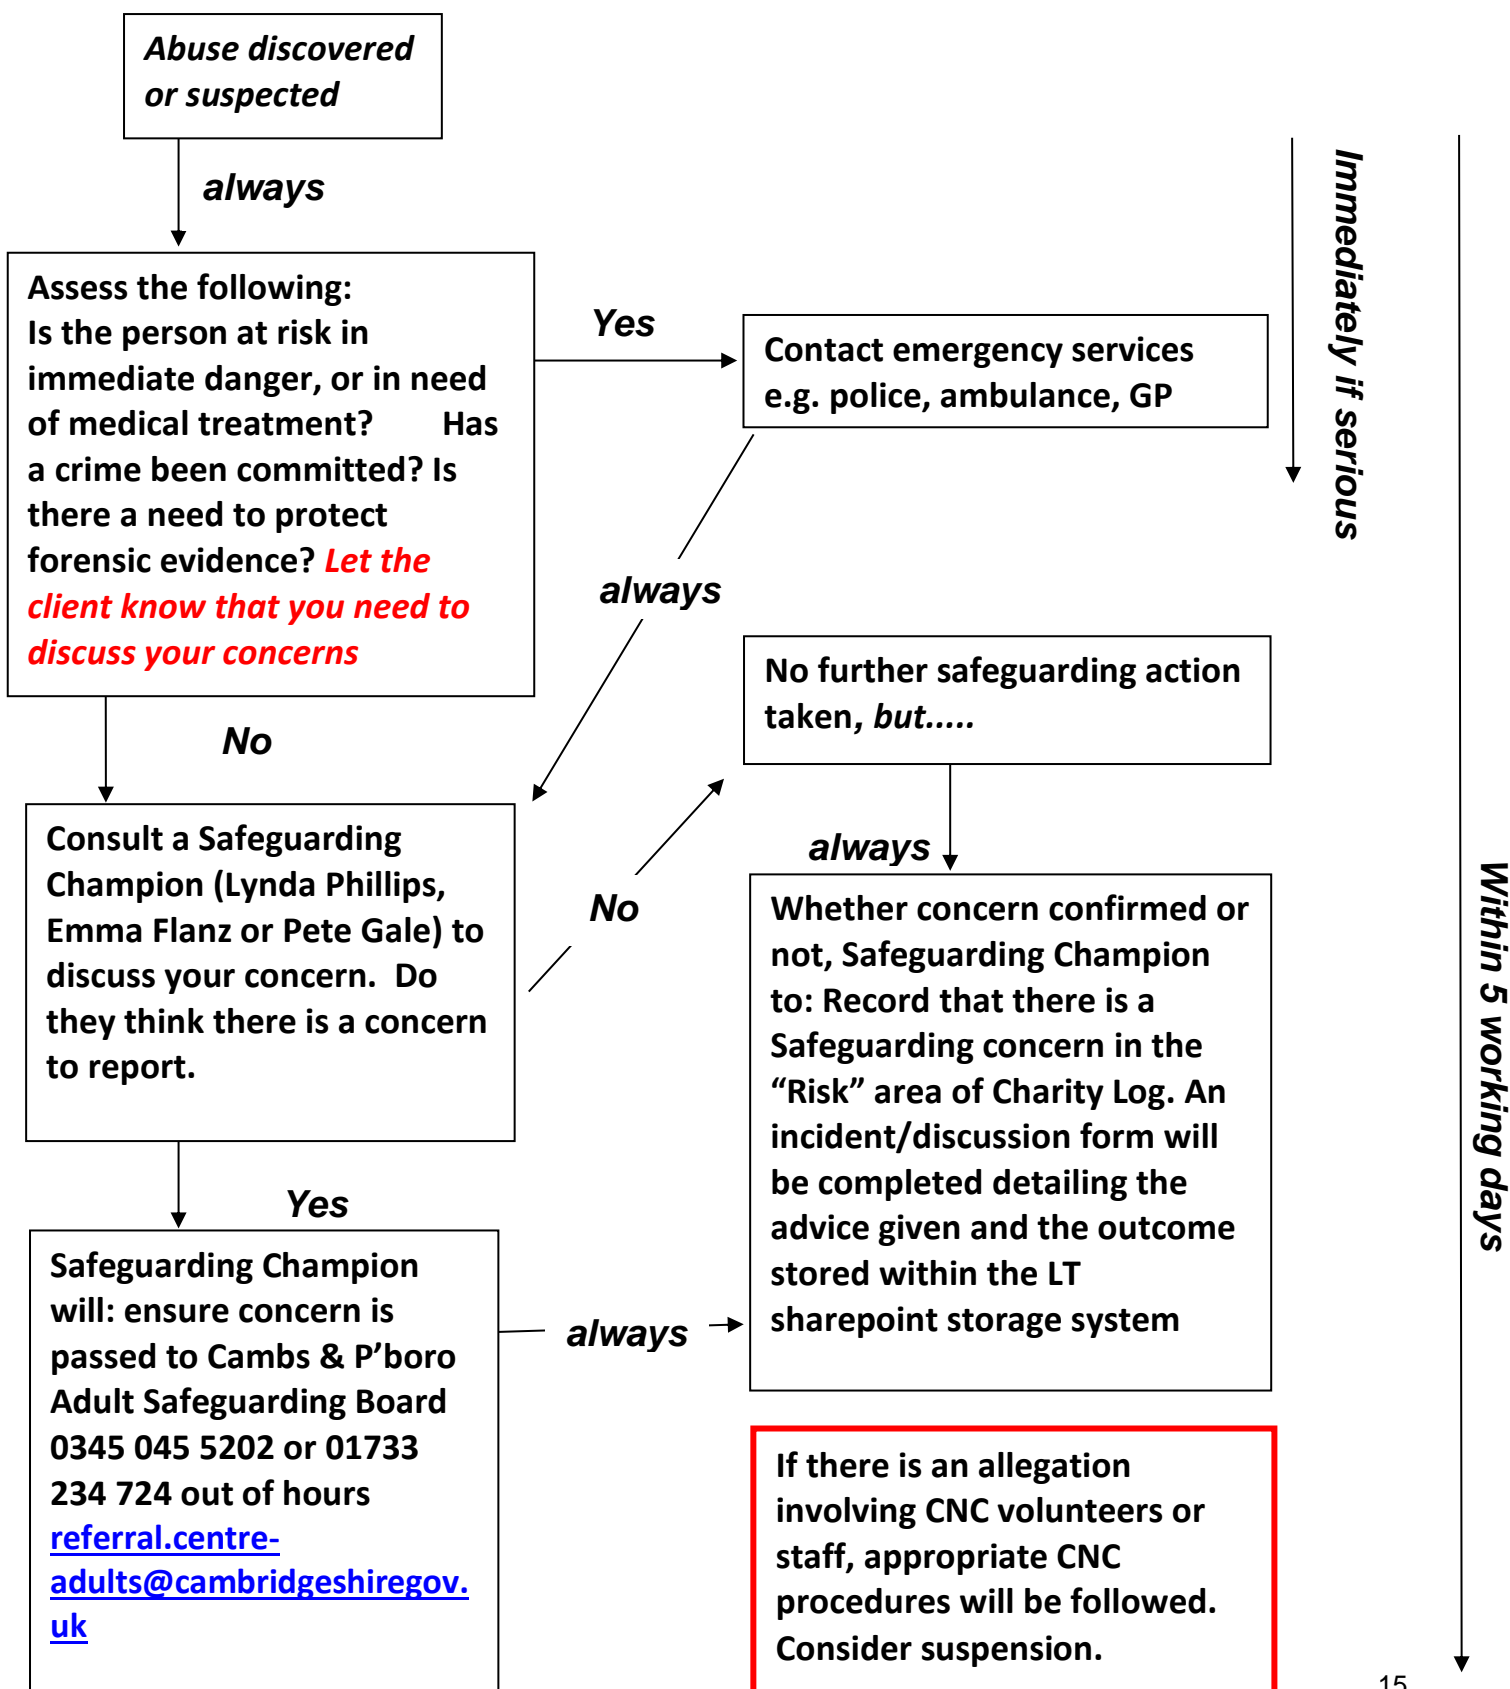 Abuse discovered
or suspected
always
Assess the following:
Is the person at risk in
immediate danger, or in need
of medical treatment? Has
a crime been committed? Is
there a need to protect
forensic evidence? Let the
client know that you need to
discuss your concerns
Yes
Contact emergency services
e.g. police, ambulance, GP
Immediately if serious
always
No
No further safeguarding action
taken, but.....
Consult a Safeguarding
Champion (Lynda Phillips,
Emma Flanz or Pete Gale) to
discuss your concern. Do
they think there is a concern
to report.
No
always
Whether concern confirmed or
not, Safeguarding Champion
to: Record that there is a
Safeguarding concern in the
“Risk” area of Charity Log. An
incident/discussion form will
be completed detailing the
advice given and the outcome
stored within the LT
sharepoint storage system
Within 5 working days
Yes
Safeguarding Champion
will: ensure concern is
passed to Cambs & P’boro
Adult Safeguarding Board
0345 045 5202 or 01733
234 724 out of hours
referral.centre-
adults@cambridgeshiregov.
uk
always
If there is an allegation
involving CNC volunteers or
staff, appropriate CNC
procedures will be followed.
Consider suspension.
15